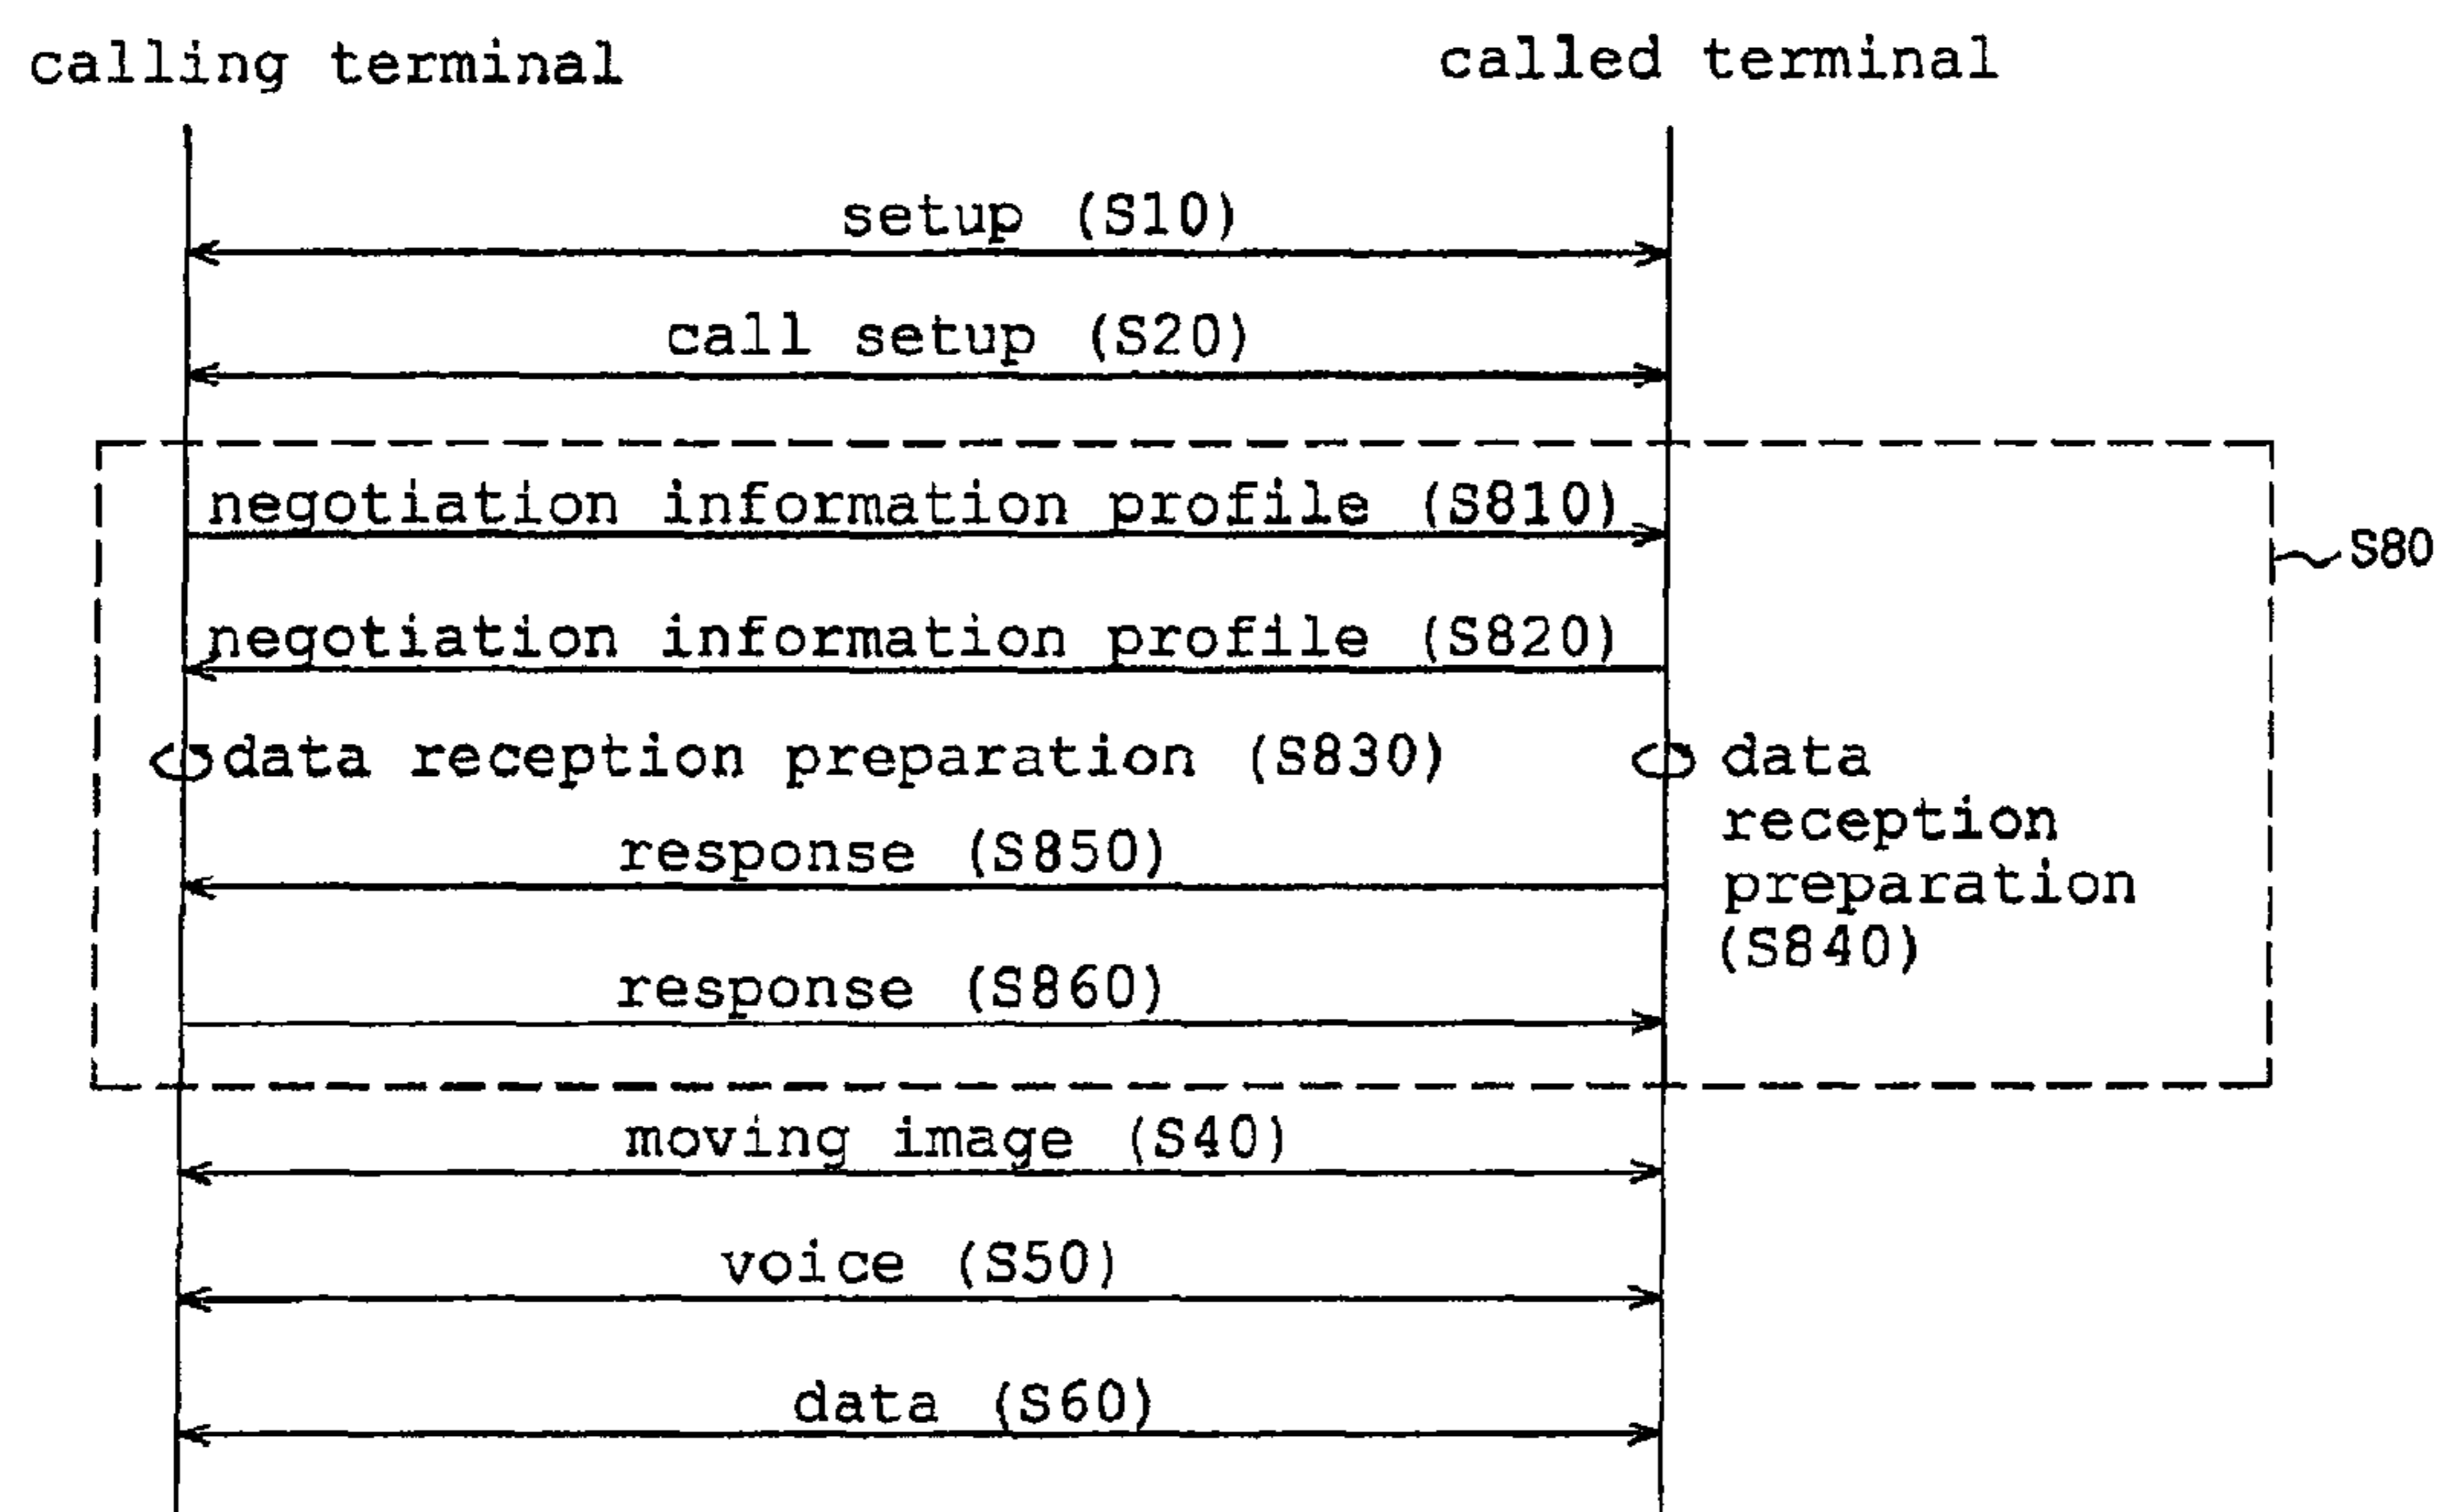 calling terminal
called terminal
setup (S10)
call setup (S20)
negotiation information profile (S810)
S80
negotiation information profile (S820)
data reception preparation (S830)
data
reception
preparation
(S840)
response (S850)
response (S860)
moving image (S40)
voice (S50)
data (S60)